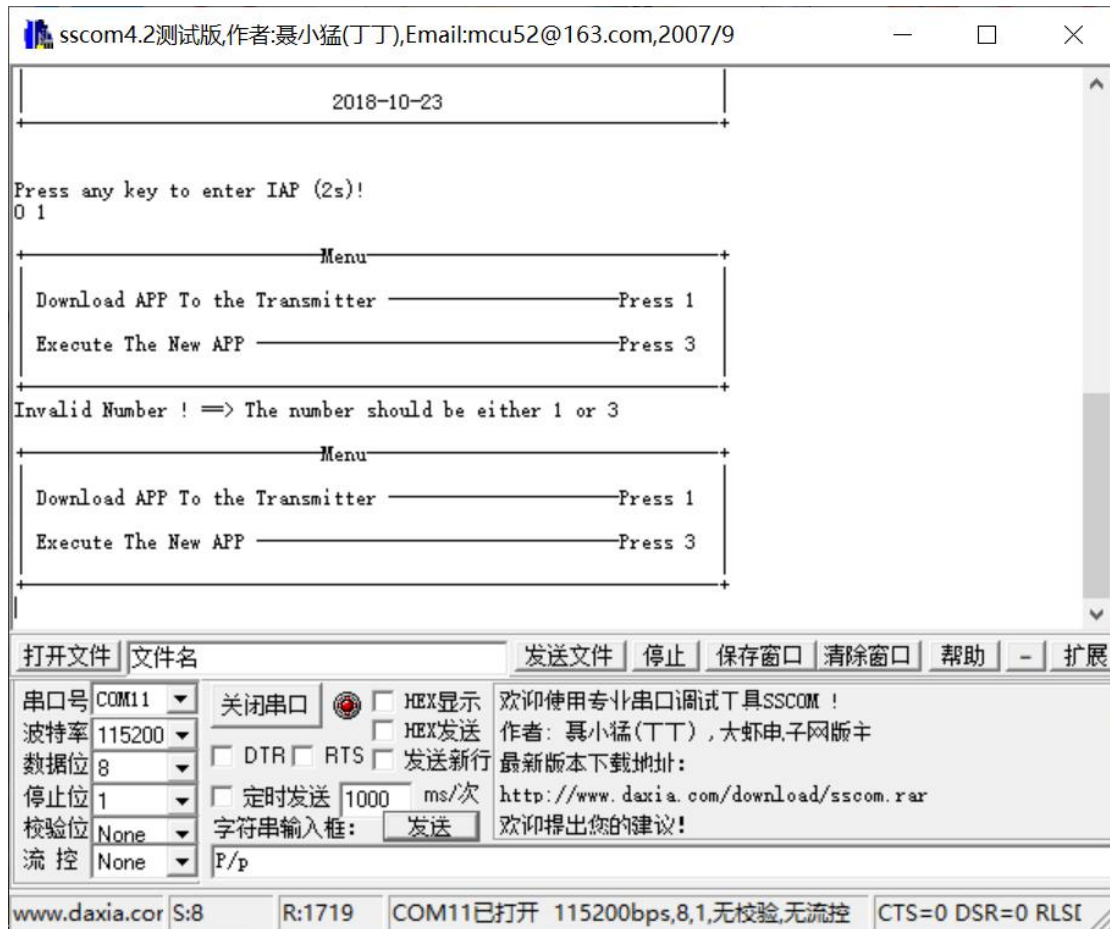 sscom4.2测试版,作者:聂小猛(丁丁),Email:mcu52@163.com,2007/9
2018-10-23
Press any key to enter IAP (2s)!
0 1
Menu
Download APP To the Transmitter Press 1
Execute The New APP Press 3
Invalid Number ! ==> The number should be either 1 or 3
Menu
Download APP To the Transmitter Press 1
Execute The New APP Press 3
打开文件 文件名 发送文件 停止 保存窗口 清除窗口 帮助 - 扩展
串口号 COM11 关闭串口 HEX显示 欢迎使用专业串口调试工具SSCOM !
波特率 115200 HEX发送 作者: 聂小猛(丁丁) ,大虾电子网版主
数据位 8 DTR RTS 发送新行 最新版本下载地址:
停止位 1 定时发送 1000 ms/次 http://www.daxia.com/download/sscom.rar
校验位 None 字符串输入框: 发送 欢迎提出您的建议!
流 控 None P/p
www.daxia.cor S:8 R:1719 COM11已打开 115200bps,8,1,无校验,无流控 CTS=0 DSR=0